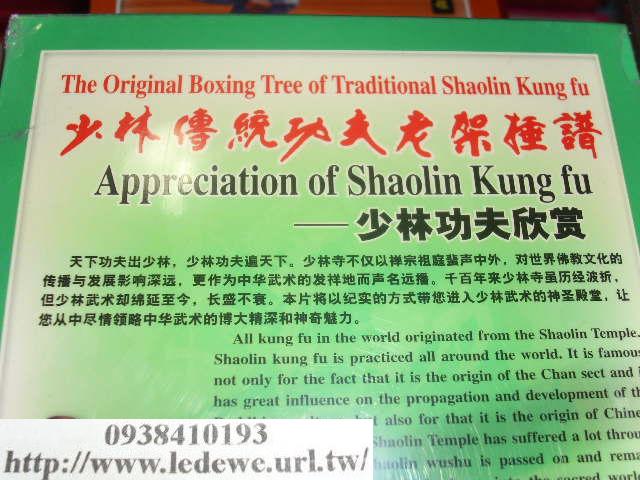 The Original Boxing Tree of Traditional Shaolin Kung fu
少林傳統功夫老架捶譜
Appreciation of Shaolin Kung fu
——少林功夫欣赏
天下功夫出少林，少林功夫遍天下。少林寺不仅以禅宗祖庭蜚声中外，对世界佛教文化的
传播与发展影响深远，更作为中华武术的发祥地而声名远播。千百年来少林寺虽历经波折，
但少林武术却绵延至今，长盛不衰。本片将以纪实的方式带您进入少林武术的神圣殿堂，让
您从中尽情领略中华武术的博大精深和神奇魅力。
All kung fu in the world originated from the Shaolin Temple.
Shaolin kung fu is practiced all around the world. It is famou
not only for the fact that it is the origin of the Chan sect and i
has great influence on the propagation and development of th
also for that it is the origin of Chine
Shaolin Temple has suffered a lot throu
haolin wushu is passed on and rema
the sacred world
0938410193
http://www.ledewe.url.tw/